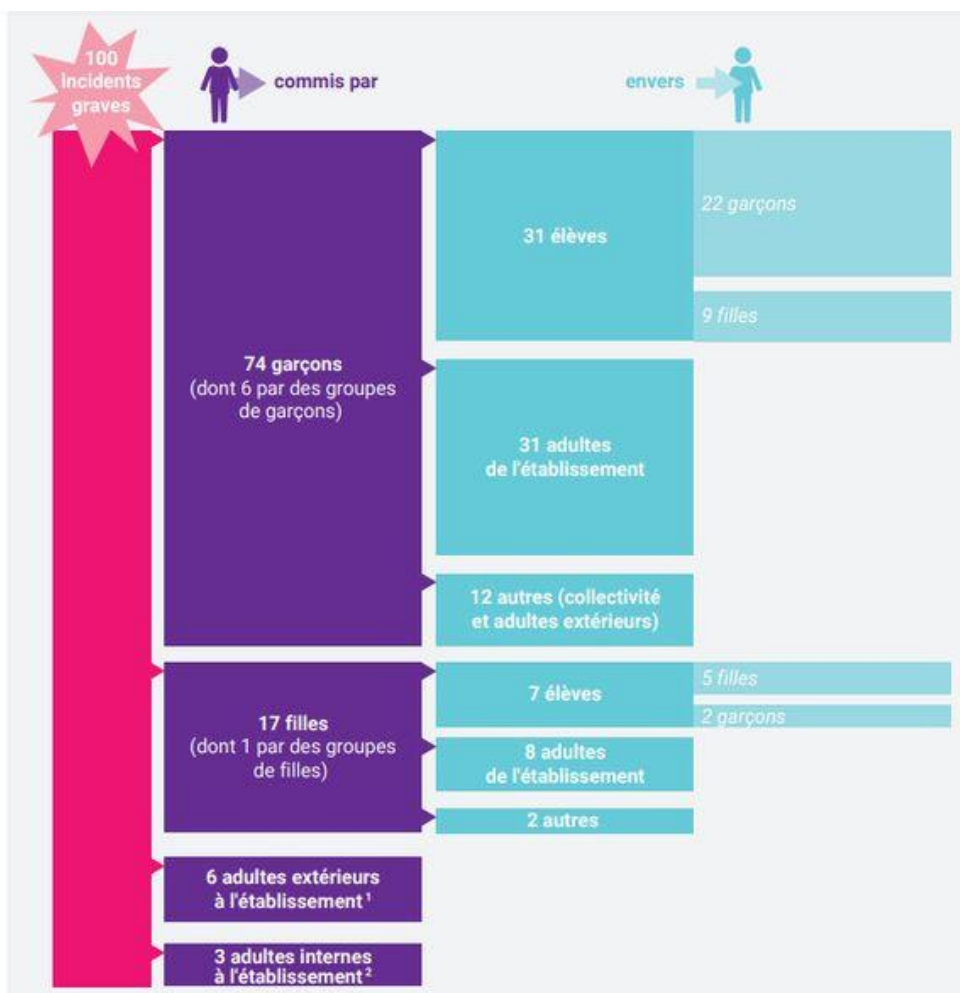 100
Incidents
graves
commis par
envers
31 élèves
22 garçons
9 filles
74 garçons
(dont 6 par des groupes
de garçons)
31 adultes
de l'établissement
12 autres (collectivité
et adultes extérieurs)
17 filles
(dont 1 par des groupes
de filles)
7 élèves
5 filles
2 garçons
8 adultes
de l'établissement
2 autres
6 adultes extérieurs
à l'établissement ¹
3 adultes internes
à l'établissement ²